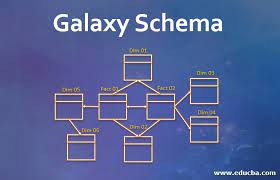 Galaxy Schema
Dim 01
Dim 03
Dim 05
Fact 01
Fact 02
Dim 04
Dim 06
Dim 02
www.educba.com